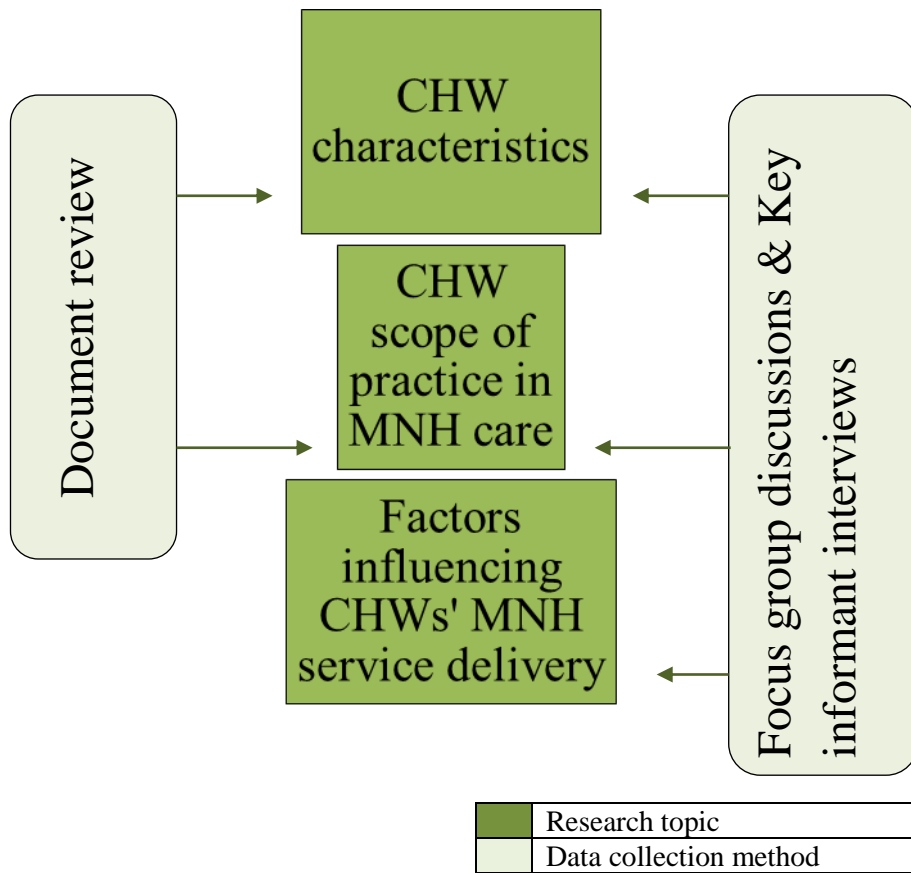 Document review
CHW
characteristics
CHW
scope of
practice in
MNH care
Factors
influencing
CHWs' MNH
service delivery
Focus group discussions & Key
informant interviews
Research topic
Data collection method